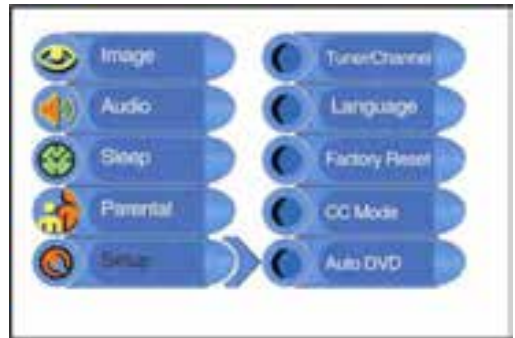 Image
Audio
Sleep
Parental
Setup
Tuner/Channel
Language
Factory Reset
CC Mode
Auto DVD